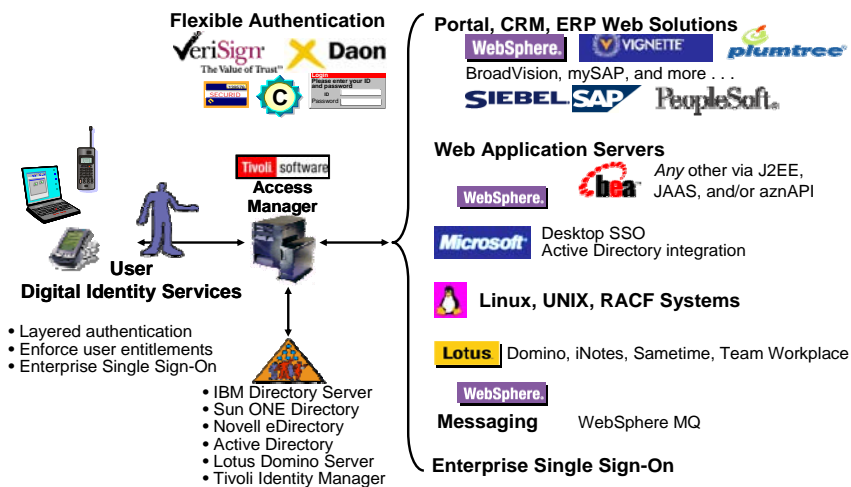 Flexible Authentication
VeriSign
The Value of Trust™
Daon
SECURID
C
Login
Please enter your ID
and password
ID
Password
Tivoli software
Access
Manager
User
Digital Identity Services
• Layered authentication
• Enforce user entitlements
• Enterprise Single Sign-On
• IBM Directory Server
• Sun ONE Directory
• Novell eDirectory
• Active Directory
• Lotus Domino Server
• Tivoli Identity Manager
Portal, CRM, ERP Web Solutions
WebSphere.
V VIGNETTE
plumtree®
BroadVision, mySAP, and more . . .
SIEBEL.
SAP
PeopleSoft®
Web Application Servers
WebSphere.
bea™
Any other via J2EE,
JAAS, and/or aznAPI
Microsoft®
Desktop SSO
Active Directory integration
Linux, UNIX, RACF Systems
Lotus. Domino, iNotes, Sametime, Team Workplace
WebSphere.
Messaging WebSphere MQ
Enterprise Single Sign-On